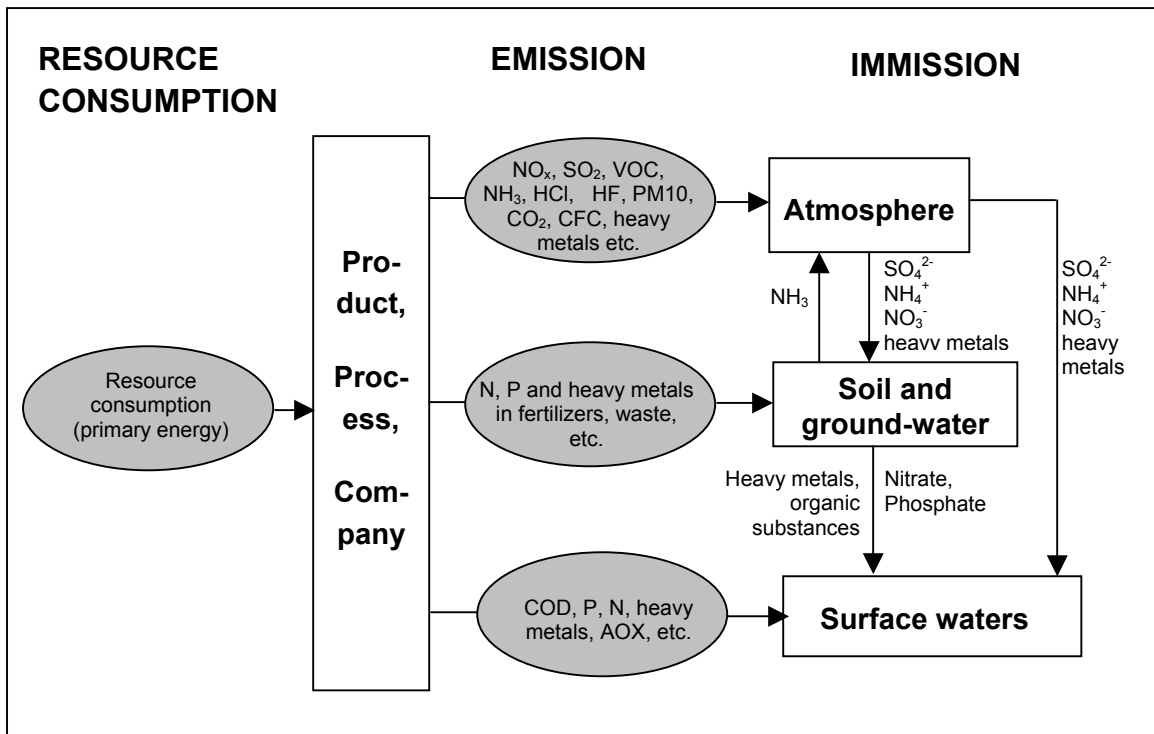 RESOURCE
CONSUMPTION
EMISSION
IMMISSION
NOₓ, SO₂, VOC,
NH₃, HCl, HF, PM10,
CO₂, CFC, heavy
metals etc.
Atmosphere
Pro-
duct,
Proc-
ess,
Com-
pany
NH₃
SO₄²⁻
NH₄⁺
NO₃⁻
heavv metals
SO₄²⁻
NH₄⁺
NO₃⁻
heavy
metals
Resource
consumption
(primary energy)
N, P and heavy metals
in fertilizers, waste,
etc.
Soil and
ground-water
Heavy metals,
organic
substances
Nitrate,
Phosphate
COD, P, N, heavy
metals, AOX, etc.
Surface waters